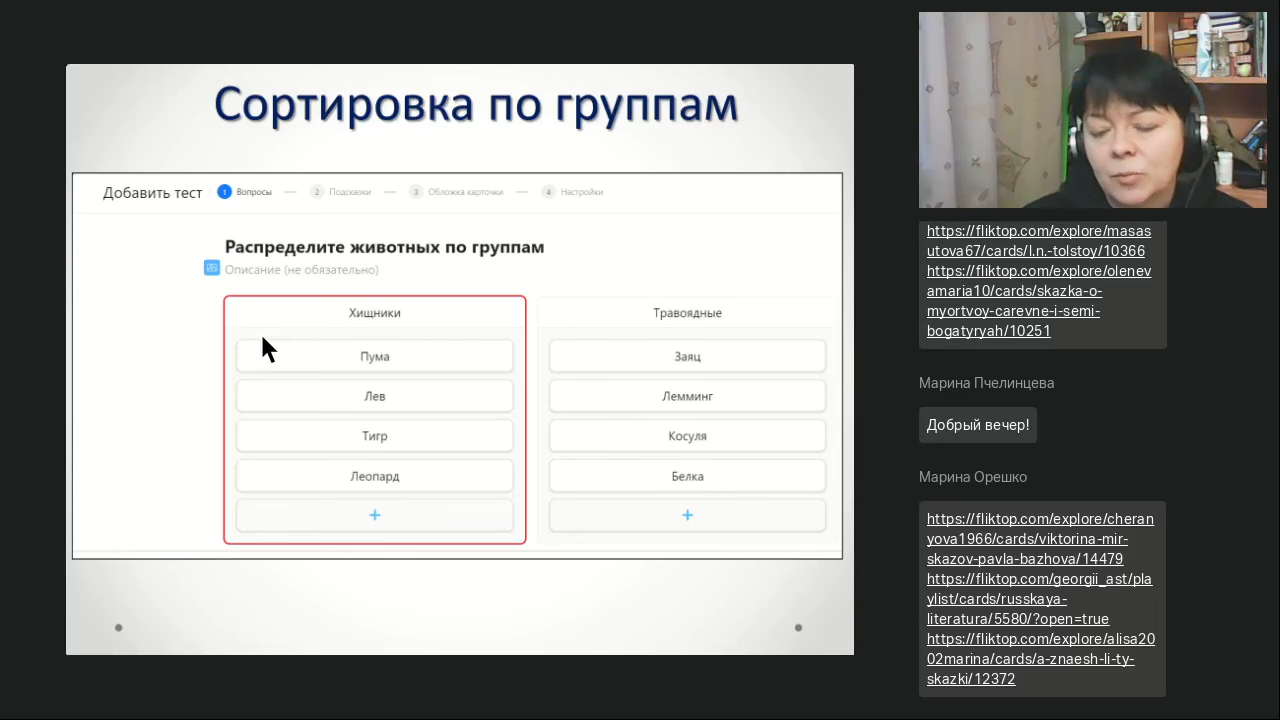 Сортировка по группам
Добавить тест 1 Вопросы 2 Подсказки 3 Обложка карточки 4 Настройки
Распределите животных по группам
Описание (не обязательно)
Хищники Травоядные
Пума Заяц
Лев Лемминг
Тигр Косуля
Леопард Белка
+ +
https://fliktop.com/explore/masas
utova67/cards/l.n.-tolstoy/10366
https://fliktop.com/explore/olenev
amaria10/cards/skazka-o-
myortvoy-carevne-i-semi-
bogatyryah/10251
Марина Пчелинцева
Добрый вечер!
Марина Орешко
https://fliktop.com/explore/cheran
yova1966/cards/viktorina-mir-
skazov-pavla-bazhova/14479
https://fliktop.com/georgii_ast/pla
ylist/cards/russkaya-
literatura/5580/?open=true
https://fliktop.com/explore/alisa20
02marina/cards/a-znaesh-li-ty-
skazki/12372